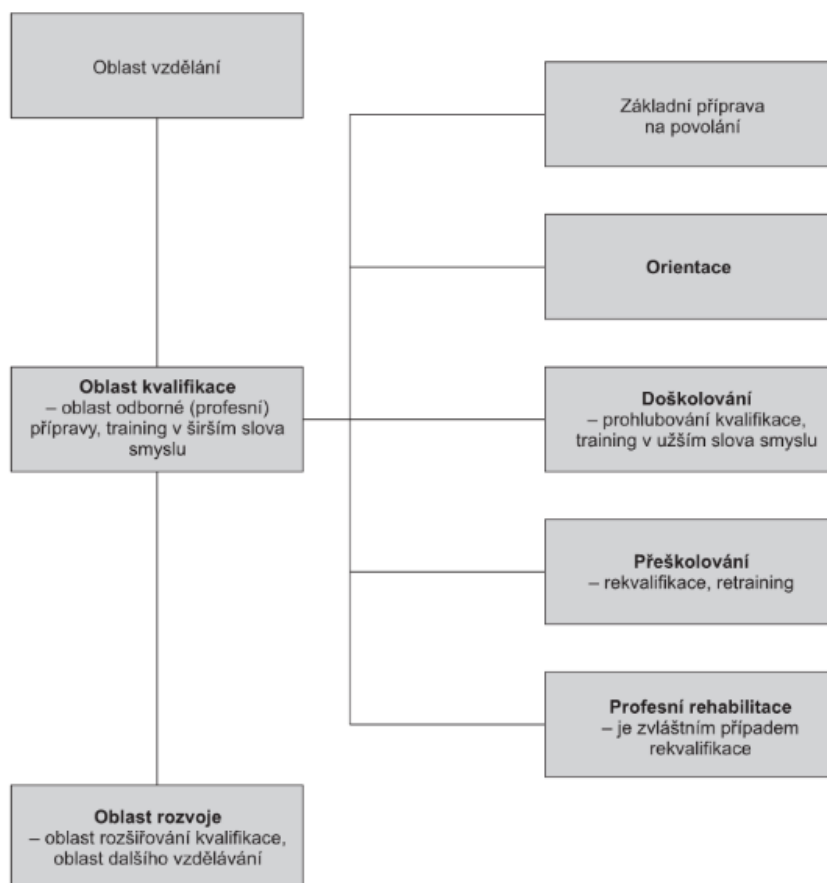 Oblast vzdělání
Základní příprava
na povolání
Orientace
Oblast kvalifikace
– oblast odborné (profesní)
přípravy, training v širším slova
smyslu
Doškolování
– prohlubování kvalifikace,
training v užším slova smyslu
Přeškolování
– rekvalifikace, retraining
Profesní rehabilitace
– je zvláštním případem
rekvalifikace
Oblast rozvoje
– oblast rozšiřování kvalifikace,
oblast dalšího vzdělávání